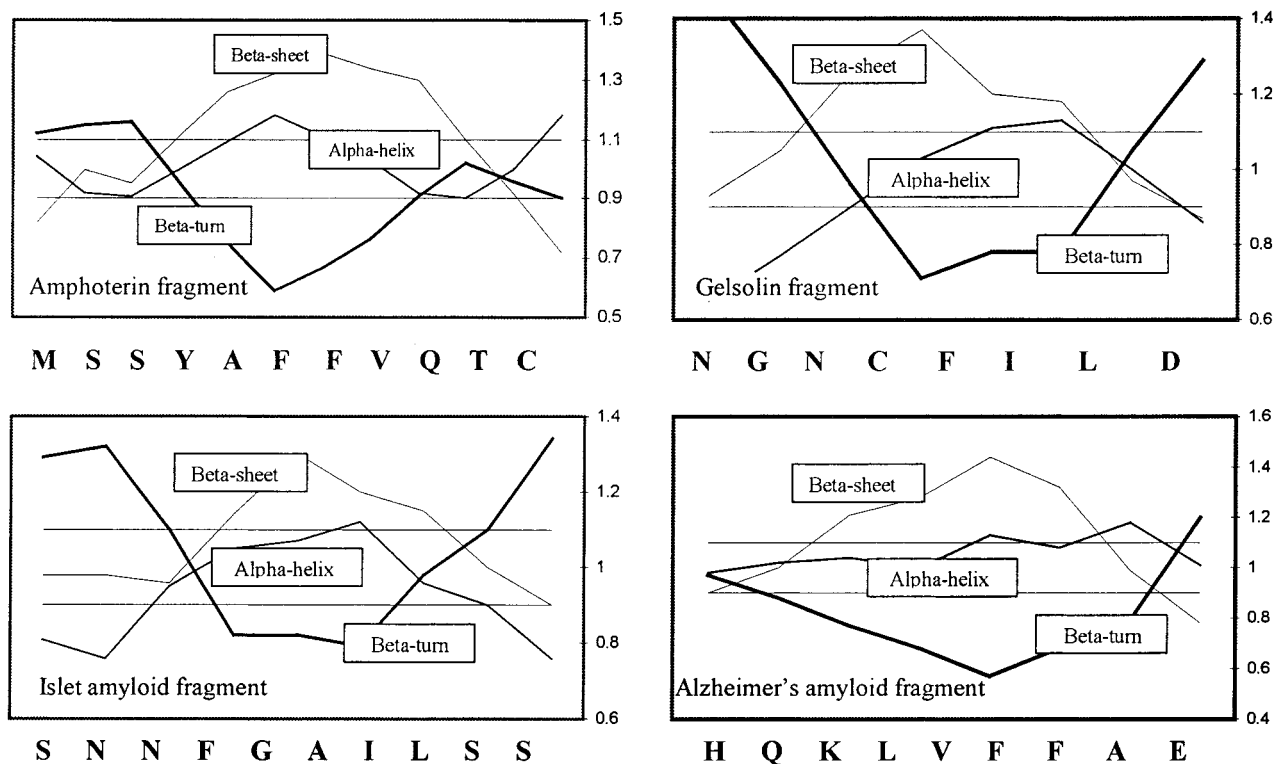 1.5
Beta-sheet
1.3
1.1
Alpha-helix
0.9
Beta-turn
0.7
Amphoterin fragment
0.5
M S S Y A F F V Q T C
1.4
Beta-sheet
1.2
1
Alpha-helix
0.8
Beta-turn
Gelsolin fragment
0.6
N G N C F I L D
1.4
Beta-sheet
1.2
1
Alpha-helix
0.8
Beta-turn
Islet amyloid fragment
0.6
S N N F G A I L S S
1.6
1.4
Beta-sheet
1.2
1
Alpha-helix
0.8
Beta-turn
0.6
Alzheimer's amyloid fragment
0.4
H Q K L V F F A E